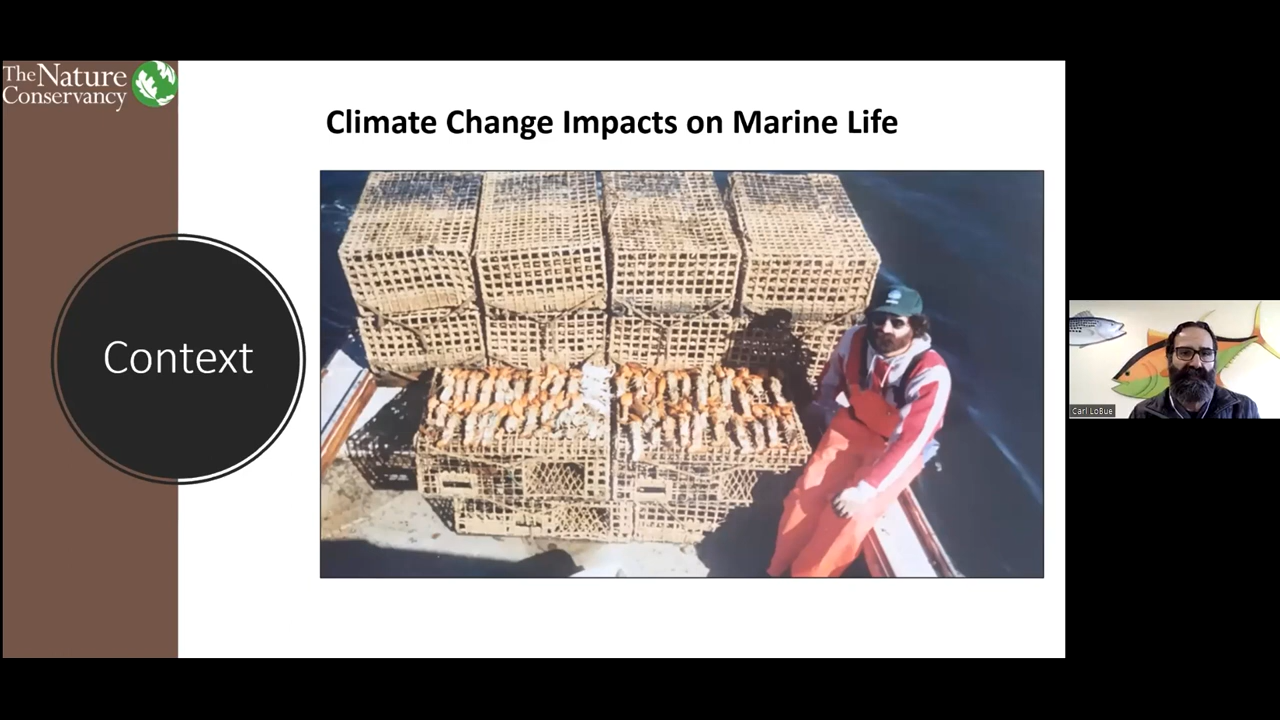 The Nature
Conservancy
Climate Change Impacts on Marine Life
Context
Carl LoBue